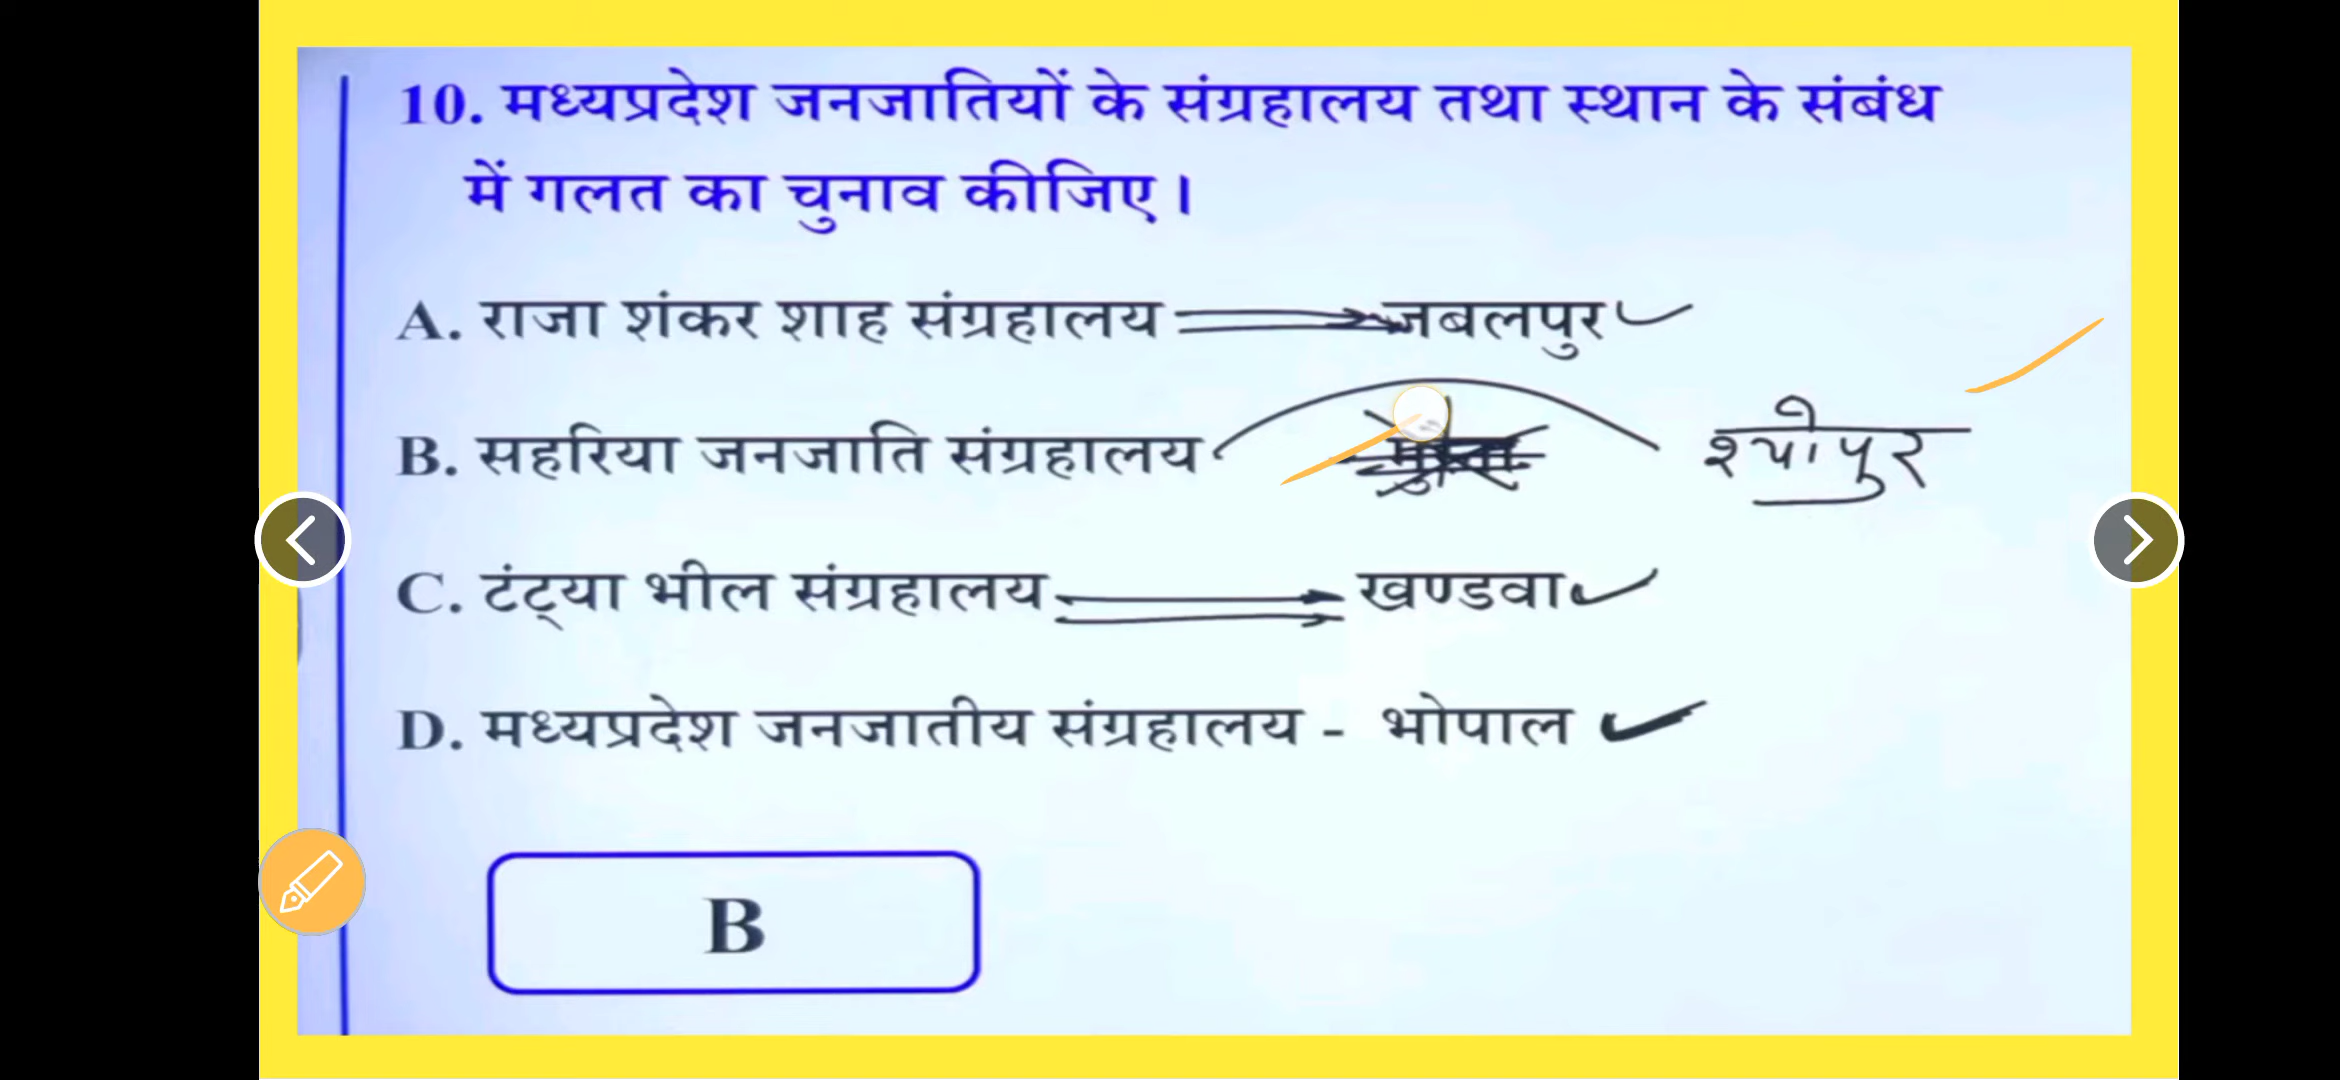 10. मध्यप्रदेश जनजातियों के संग्रहालय तथा स्थान के संबंध
में गलत का चुनाव कीजिए।
A. राजा शंकर शाह संग्रहालय जबलपुर
B. सहरिया जनजाति संग्रहालय श्योपुर
C. टंट्या भील संग्रहालय खण्डवा
D. मध्यप्रदेश जनजातीय संग्रहालय - भोपाल
B